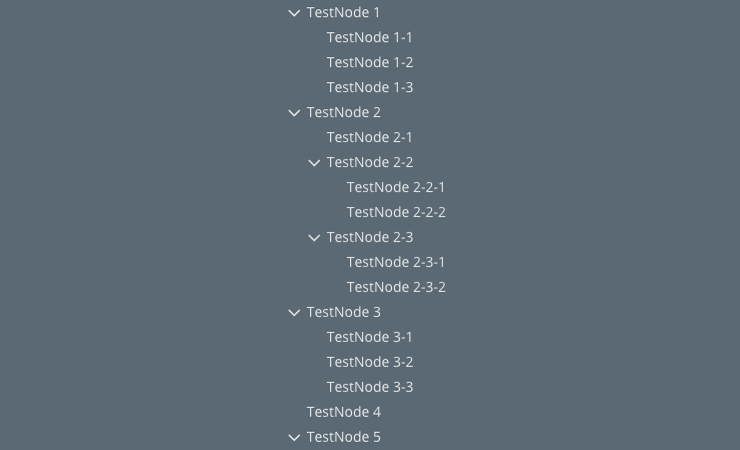 TestNode 1
TestNode 1-1
TestNode 1-2
TestNode 1-3
TestNode 2
TestNode 2-1
TestNode 2-2
TestNode 2-2-1
TestNode 2-2-2
TestNode 2-3
TestNode 2-3-1
TestNode 2-3-2
TestNode 3
TestNode 3-1
TestNode 3-2
TestNode 3-3
TestNode 4
TestNode 5